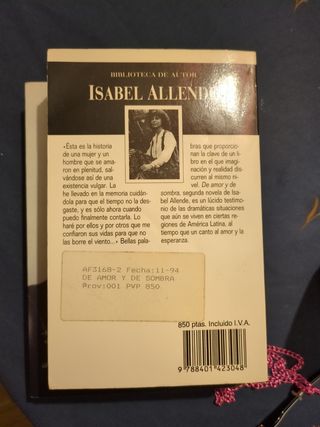 BIBLIOTECA DE AUTOR
ISABEL ALLENDE
«Ésta es la historia
de una mujer y un
hombre que se ama-
ron en plenitud, sal-
vándose así de una
existencia vulgar. La
he llevado en la memoria cuidán-
dola para que el tiempo no la des-
gaste, y es sólo ahora cuando
puedo finalmente contarla. Lo
haré por ellos y por otros que me
confiaron sus vidas para que no
las borre el viento...» Bellas pala-
bras que proporcio-
nan la clave de un li-
bro en el que imagi-
nación y realidad dis-
curren al mismo ni-
vel. De amor y de
sombra, segunda novela de Isa-
bel Allende, es un lúcido testimo-
nio de las dramáticas situaciones
que aún se viven en ciertas regio-
nes de América Latina, al
tiempo que un canto al amor y la
esperanza.
AF3168-2 Fecha:11-94
DE AMOR Y DE SOMBRA
Prov:001 PVP 850
850 ptas. Incluido I.V.A.
9 788401 423048